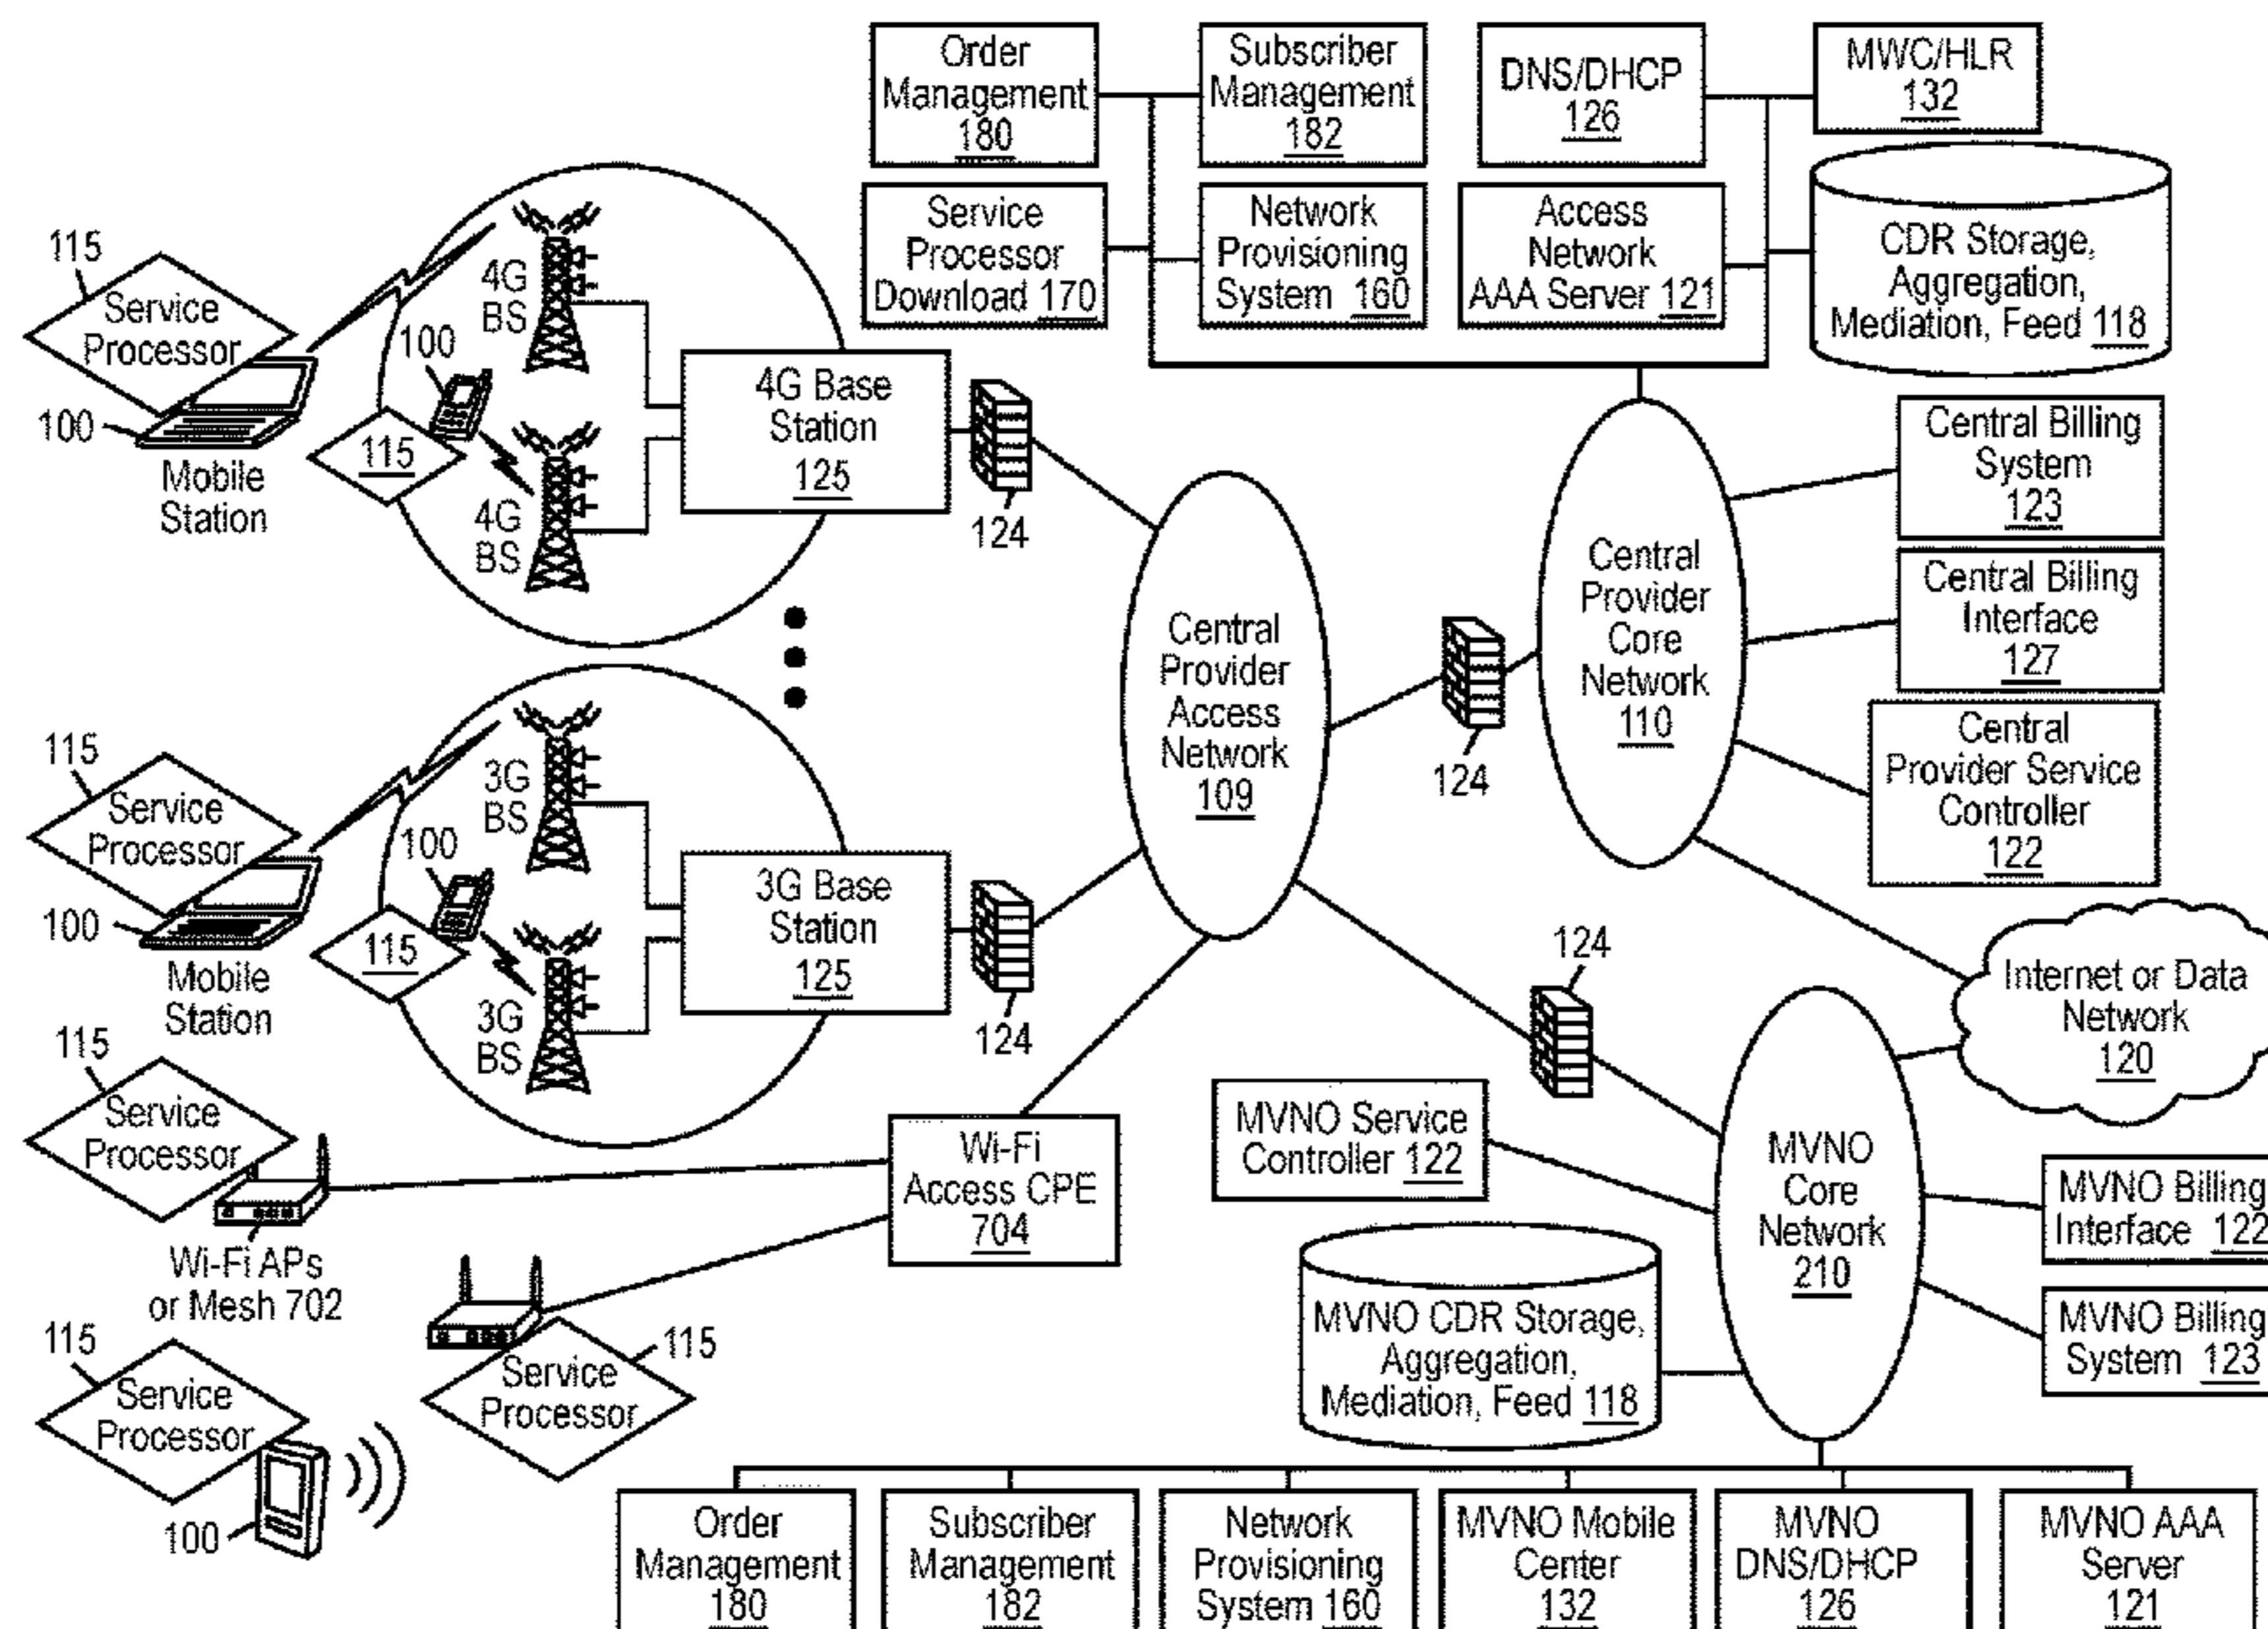 Order
Management
180
Subscriber
Management
182
DNS/DHCP
126
MWC/HLR
132
Service
Processor
Download 170
Network
Provisioning
System 160
Access
Network
AAA Server 121
CDR Storage,
Aggregation,
Mediation, Feed 118
115
Service
Processor
100
Mobile
Station
4G
BS
100
115
4G
BS
4G Base
Station
125
124
Central
Provider
Access
Network
109
124
Central
Provider
Core
Network
110
Central Billing
System
123
Central Billing
Interface
127
Central
Provider Service
Controller
122
115
Service
Processor
100
Mobile
Station
3G
BS
100
115
3G
BS
3G Base
Station
125
124
124
Internet or Data
Network
120
115
Service
Processor
Wi-Fi APs
or Mesh 702
Wi-Fi
Access CPE
704
MVNO Service
Controller 122
MVNO
Core
Network
210
MVNO Billing
Interface 122
MVNO Billing
System 123
MVNO CDR Storage,
Aggregation,
Mediation, Feed 118
115
Service
Processor
100
115
Service
Processor
Order
Management
180
Subscriber
Management
182
Network
Provisioning
System 160
MVNO Mobile
Center
132
MVNO
DNS/DHCP
126
MVNO AAA
Server
121